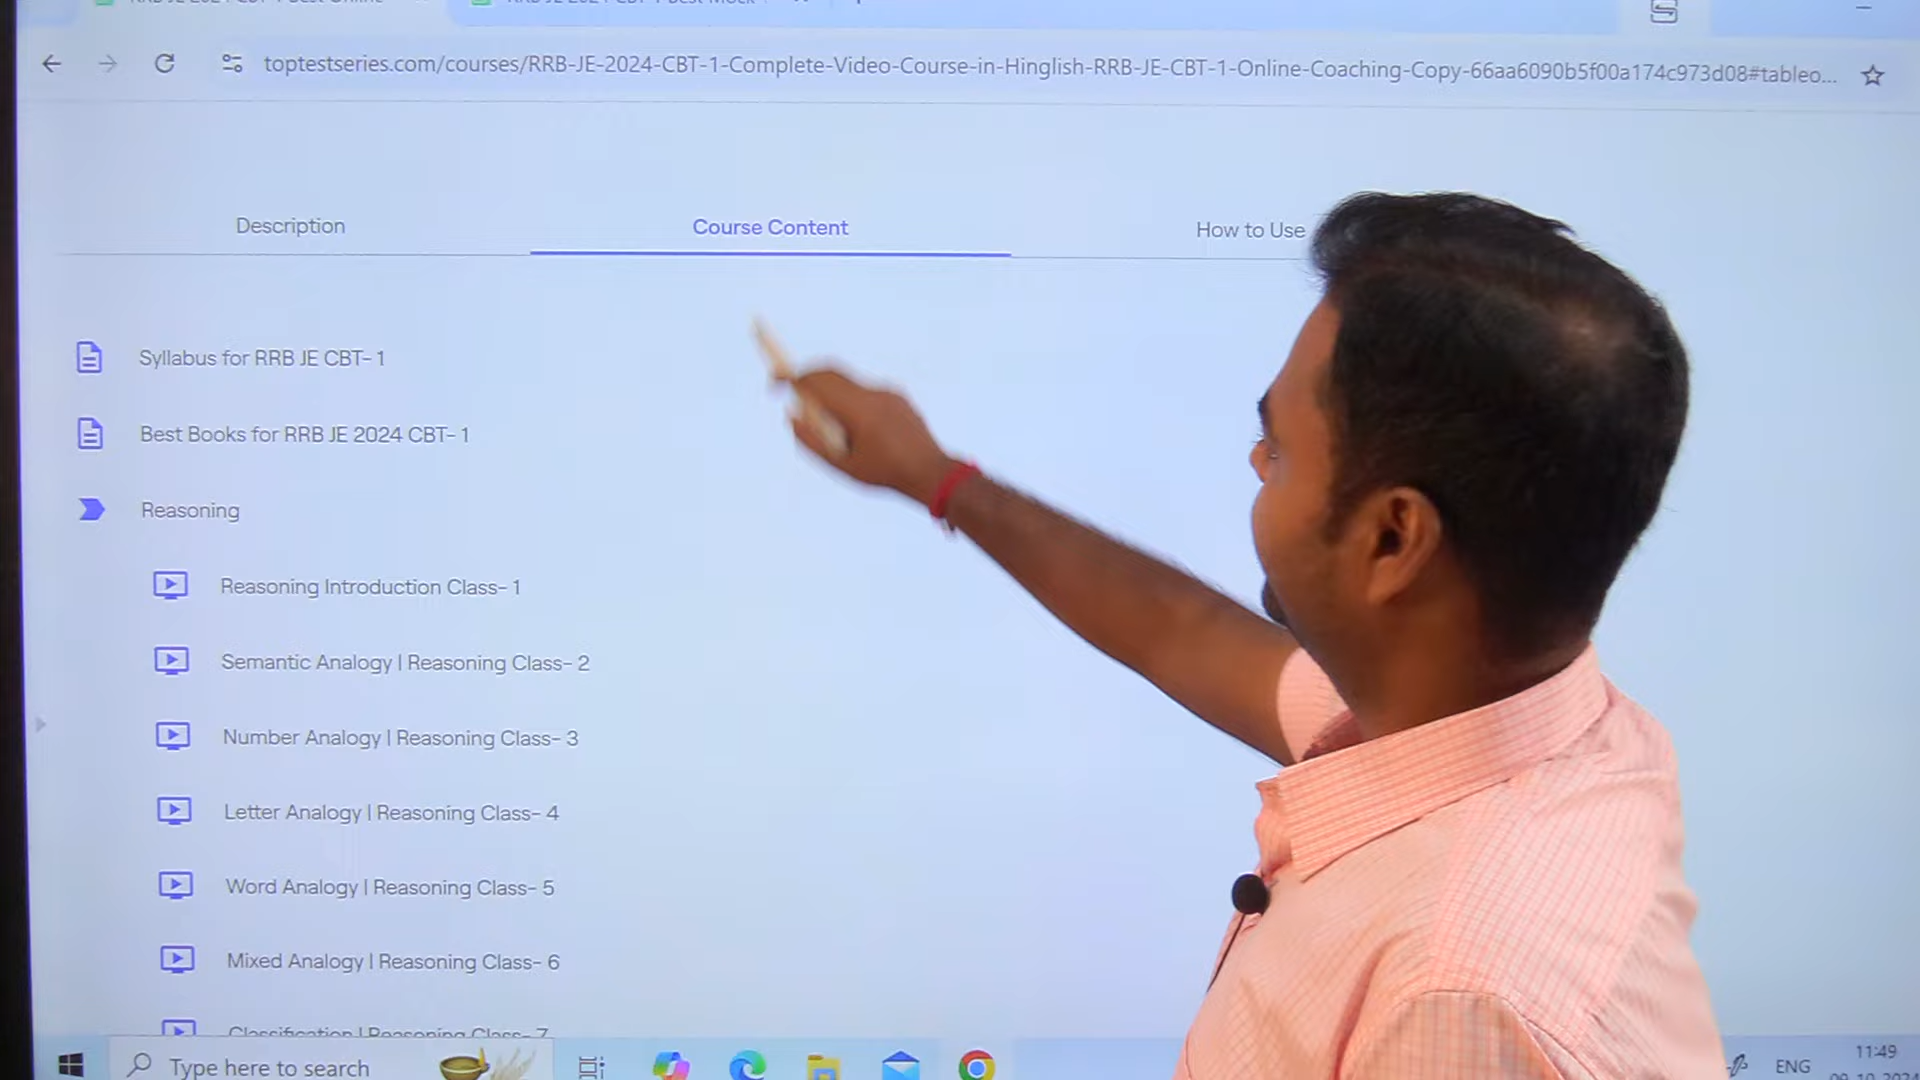 toptestseries.com/courses/RRB-JE-2024-CBT-1-Complete-Video-Course-in-Hinglish-RRB-JE-CBT-1-Online-Coaching-Copy-66aa6090b5f00a174c973d08#tableo...
Description
Course Content
How to Use
Syllabus for RRB JE CBT- 1
Best Books for RRB JE 2024 CBT- 1
Reasoning
Reasoning Introduction Class- 1
Semantic Analogy | Reasoning Class- 2
Number Analogy | Reasoning Class- 3
Letter Analogy | Reasoning Class- 4
Word Analogy | Reasoning Class- 5
Mixed Analogy | Reasoning Class- 6
Classification | Reasoning Class- 7
Type here to search
ENG
11:49